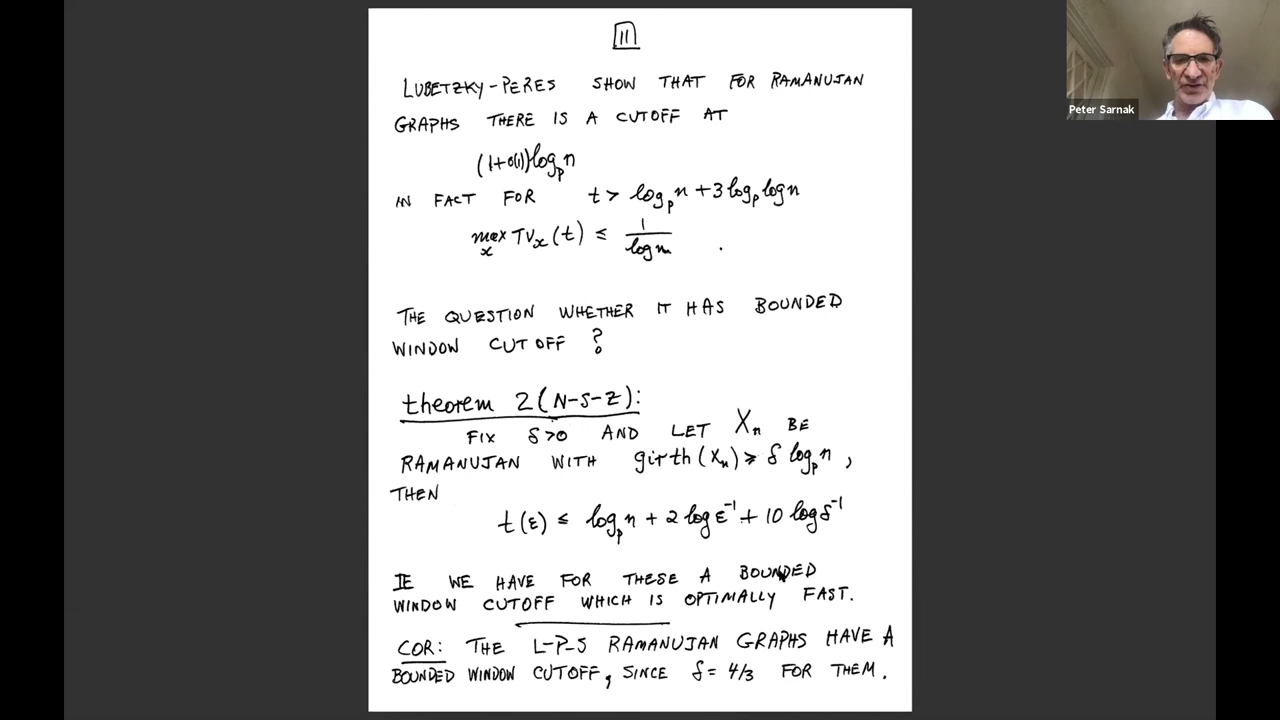 11
Peter Sarnak
LUBETZKY-PERES SHOW THAT FOR RAMANUJAN
GRAPHS THERE IS A CUTOFF AT
(1+o(1))log_p n
IN FACT FOR t > log_p n + 3 log_p log n
max_x TV_x(t) ≤ 1/log n .
THE QUESTION WHETHER IT HAS BOUNDED
WINDOW CUT OFF ?
theorem 2 (N-S-Z):
FIX δ>0 AND LET X_n BE
RAMANUJAN WITH girth(X_n) ≥ δ log_p n ,
THEN
t(ε) ≤ log_p n + 2 log ε^-1 + 10 log δ^-1
IE WE HAVE FOR THESE A BOUNDED
WINDOW CUTOFF WHICH IS OPTIMALLY FAST.
COR: THE L-P-S RAMANUJAN GRAPHS HAVE A
BOUNDED WINDOW CUTOFF, SINCE δ = 4/3 FOR THEM.